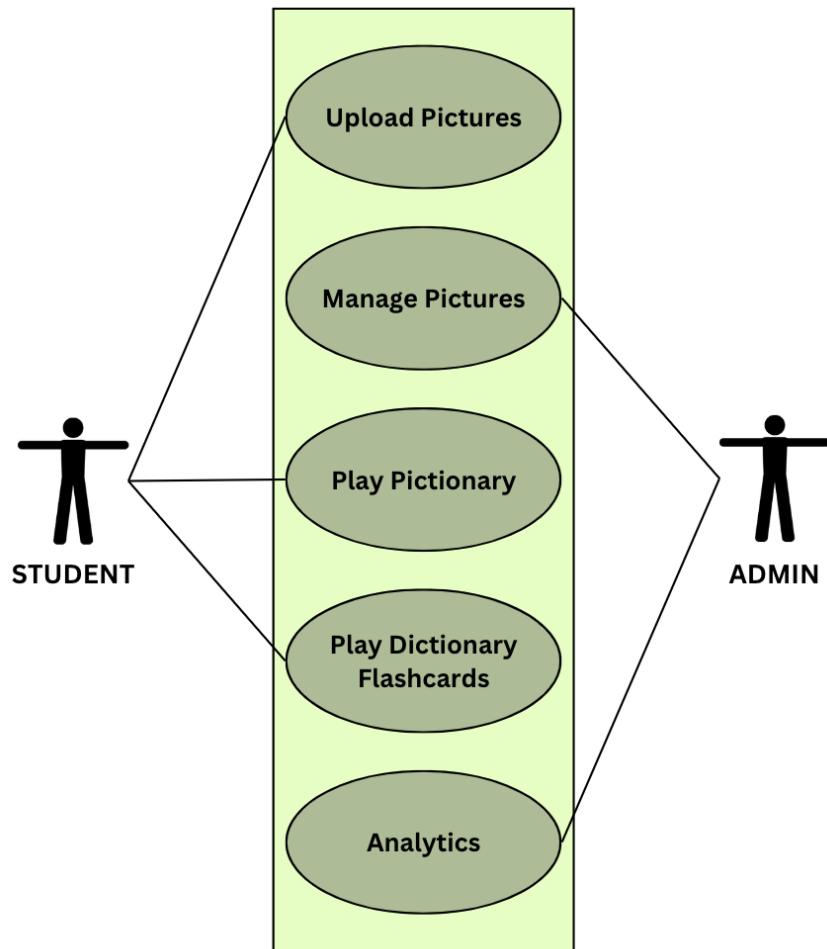 Upload Pictures
Manage Pictures
Play Pictionary
STUDENT
ADMIN
Play Dictionary
Flashcards
Analytics